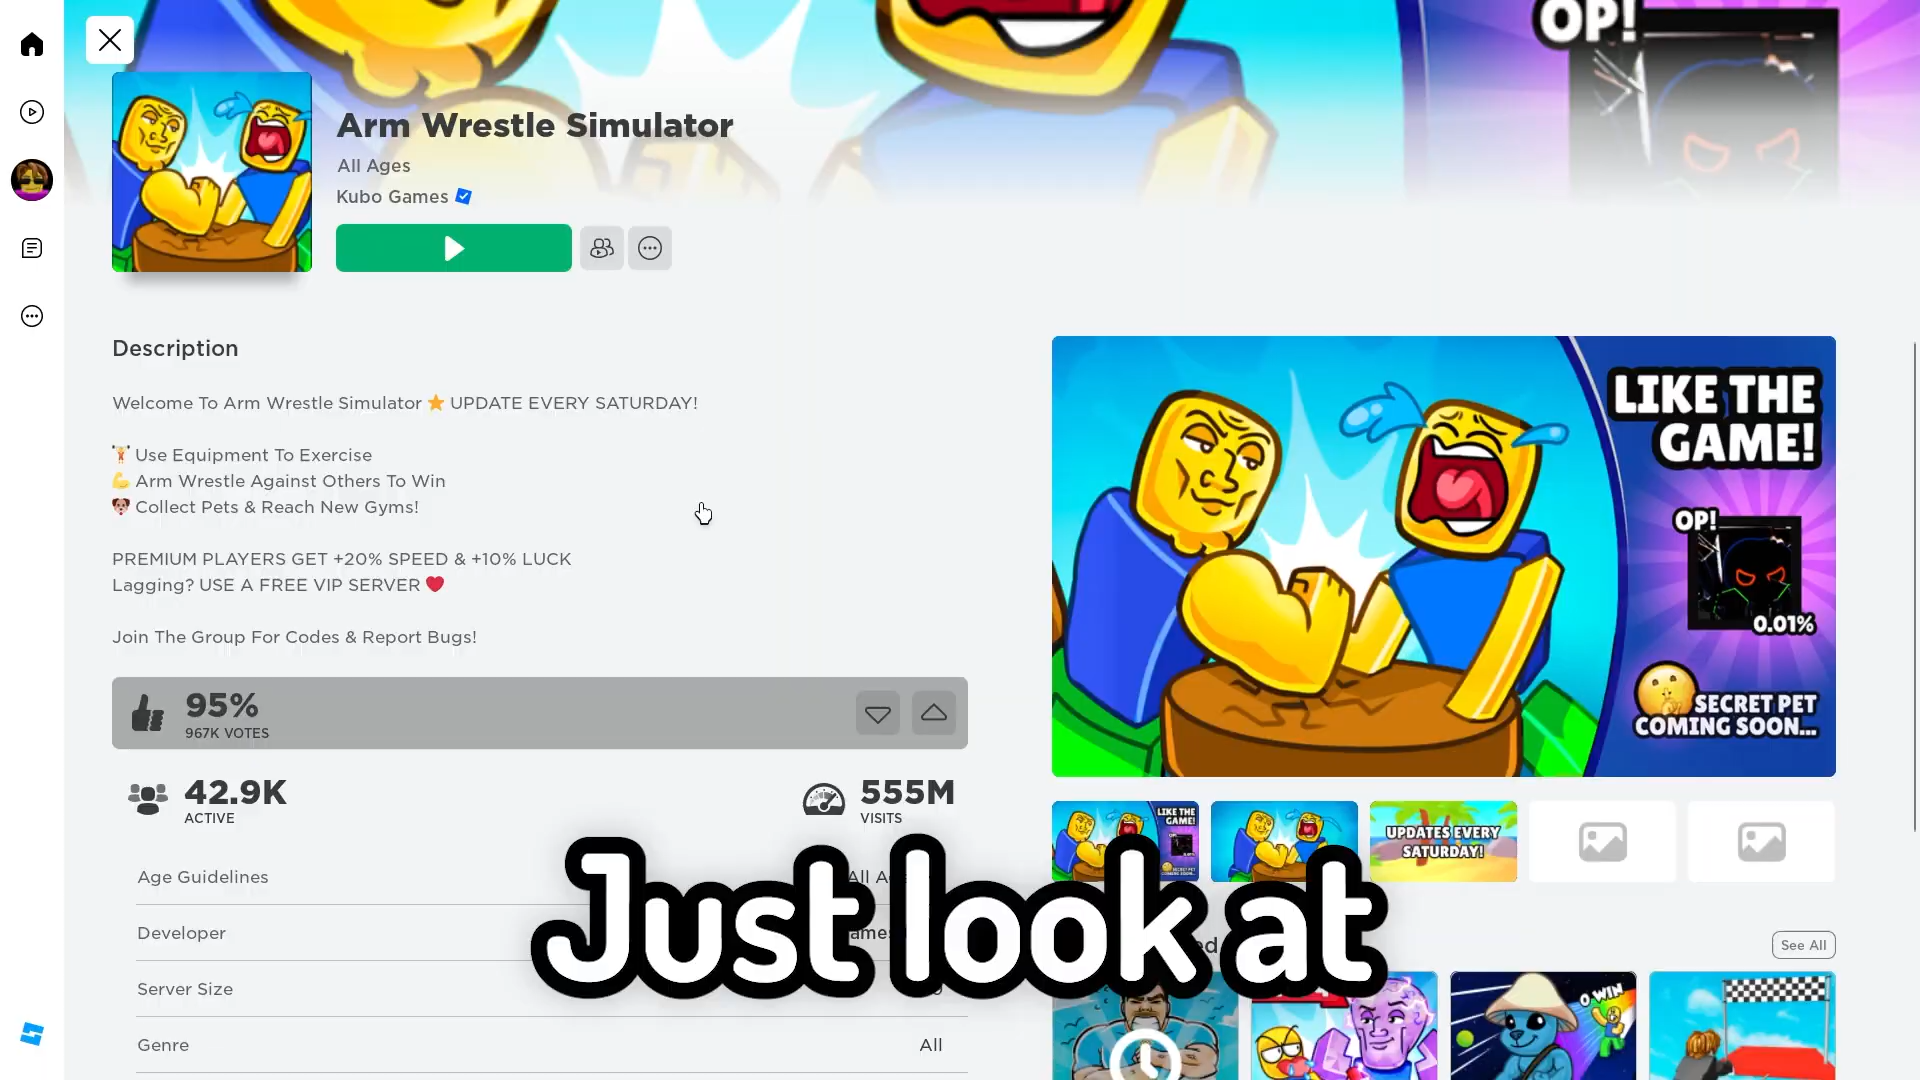 OP!
Arm Wrestle Simulator
All Ages
Kubo Games
Description
Welcome To Arm Wrestle Simulator ⭐ UPDATE EVERY SATURDAY!
🏋️ Use Equipment To Exercise
💪 Arm Wrestle Against Others To Win
🐶 Collect Pets & Reach New Gyms!
PREMIUM PLAYERS GET +20% SPEED & +10% LUCK
Lagging? USE A FREE VIP SERVER ❤️
Join The Group For Codes & Report Bugs!
95%
967K VOTES
42.9K
ACTIVE
555M
VISITS
Age Guidelines
Developer
Server Size
Genre
All
LIKE THE
GAME!
OP!
0.01%
SECRET PET
COMING SOON...
LIKE THE
GAME!
UPDATES EVERY
SATURDAY!
See All
0 WIN
Just look at